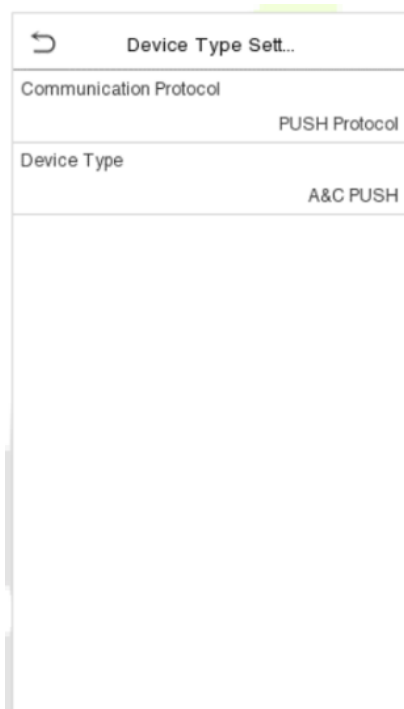 Device Type Sett...
Communication Protocol
PUSH Protocol
Device Type
A&C PUSH